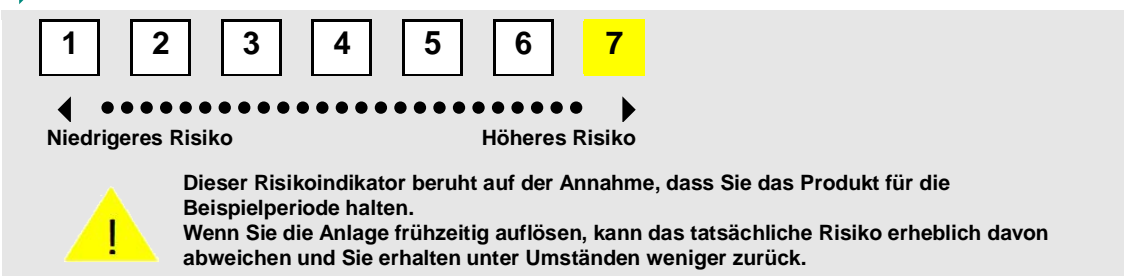 1 2 3 4 5 6 7
Niedrigeres Risiko Höheres Risiko
Dieser Risikoindikator beruht auf der Annahme, dass Sie das Produkt für die
Beispielperiode halten.
! Wenn Sie die Anlage frühzeitig auflösen, kann das tatsächliche Risiko erheblich davon
abweichen und Sie erhalten unter Umständen weniger zurück.